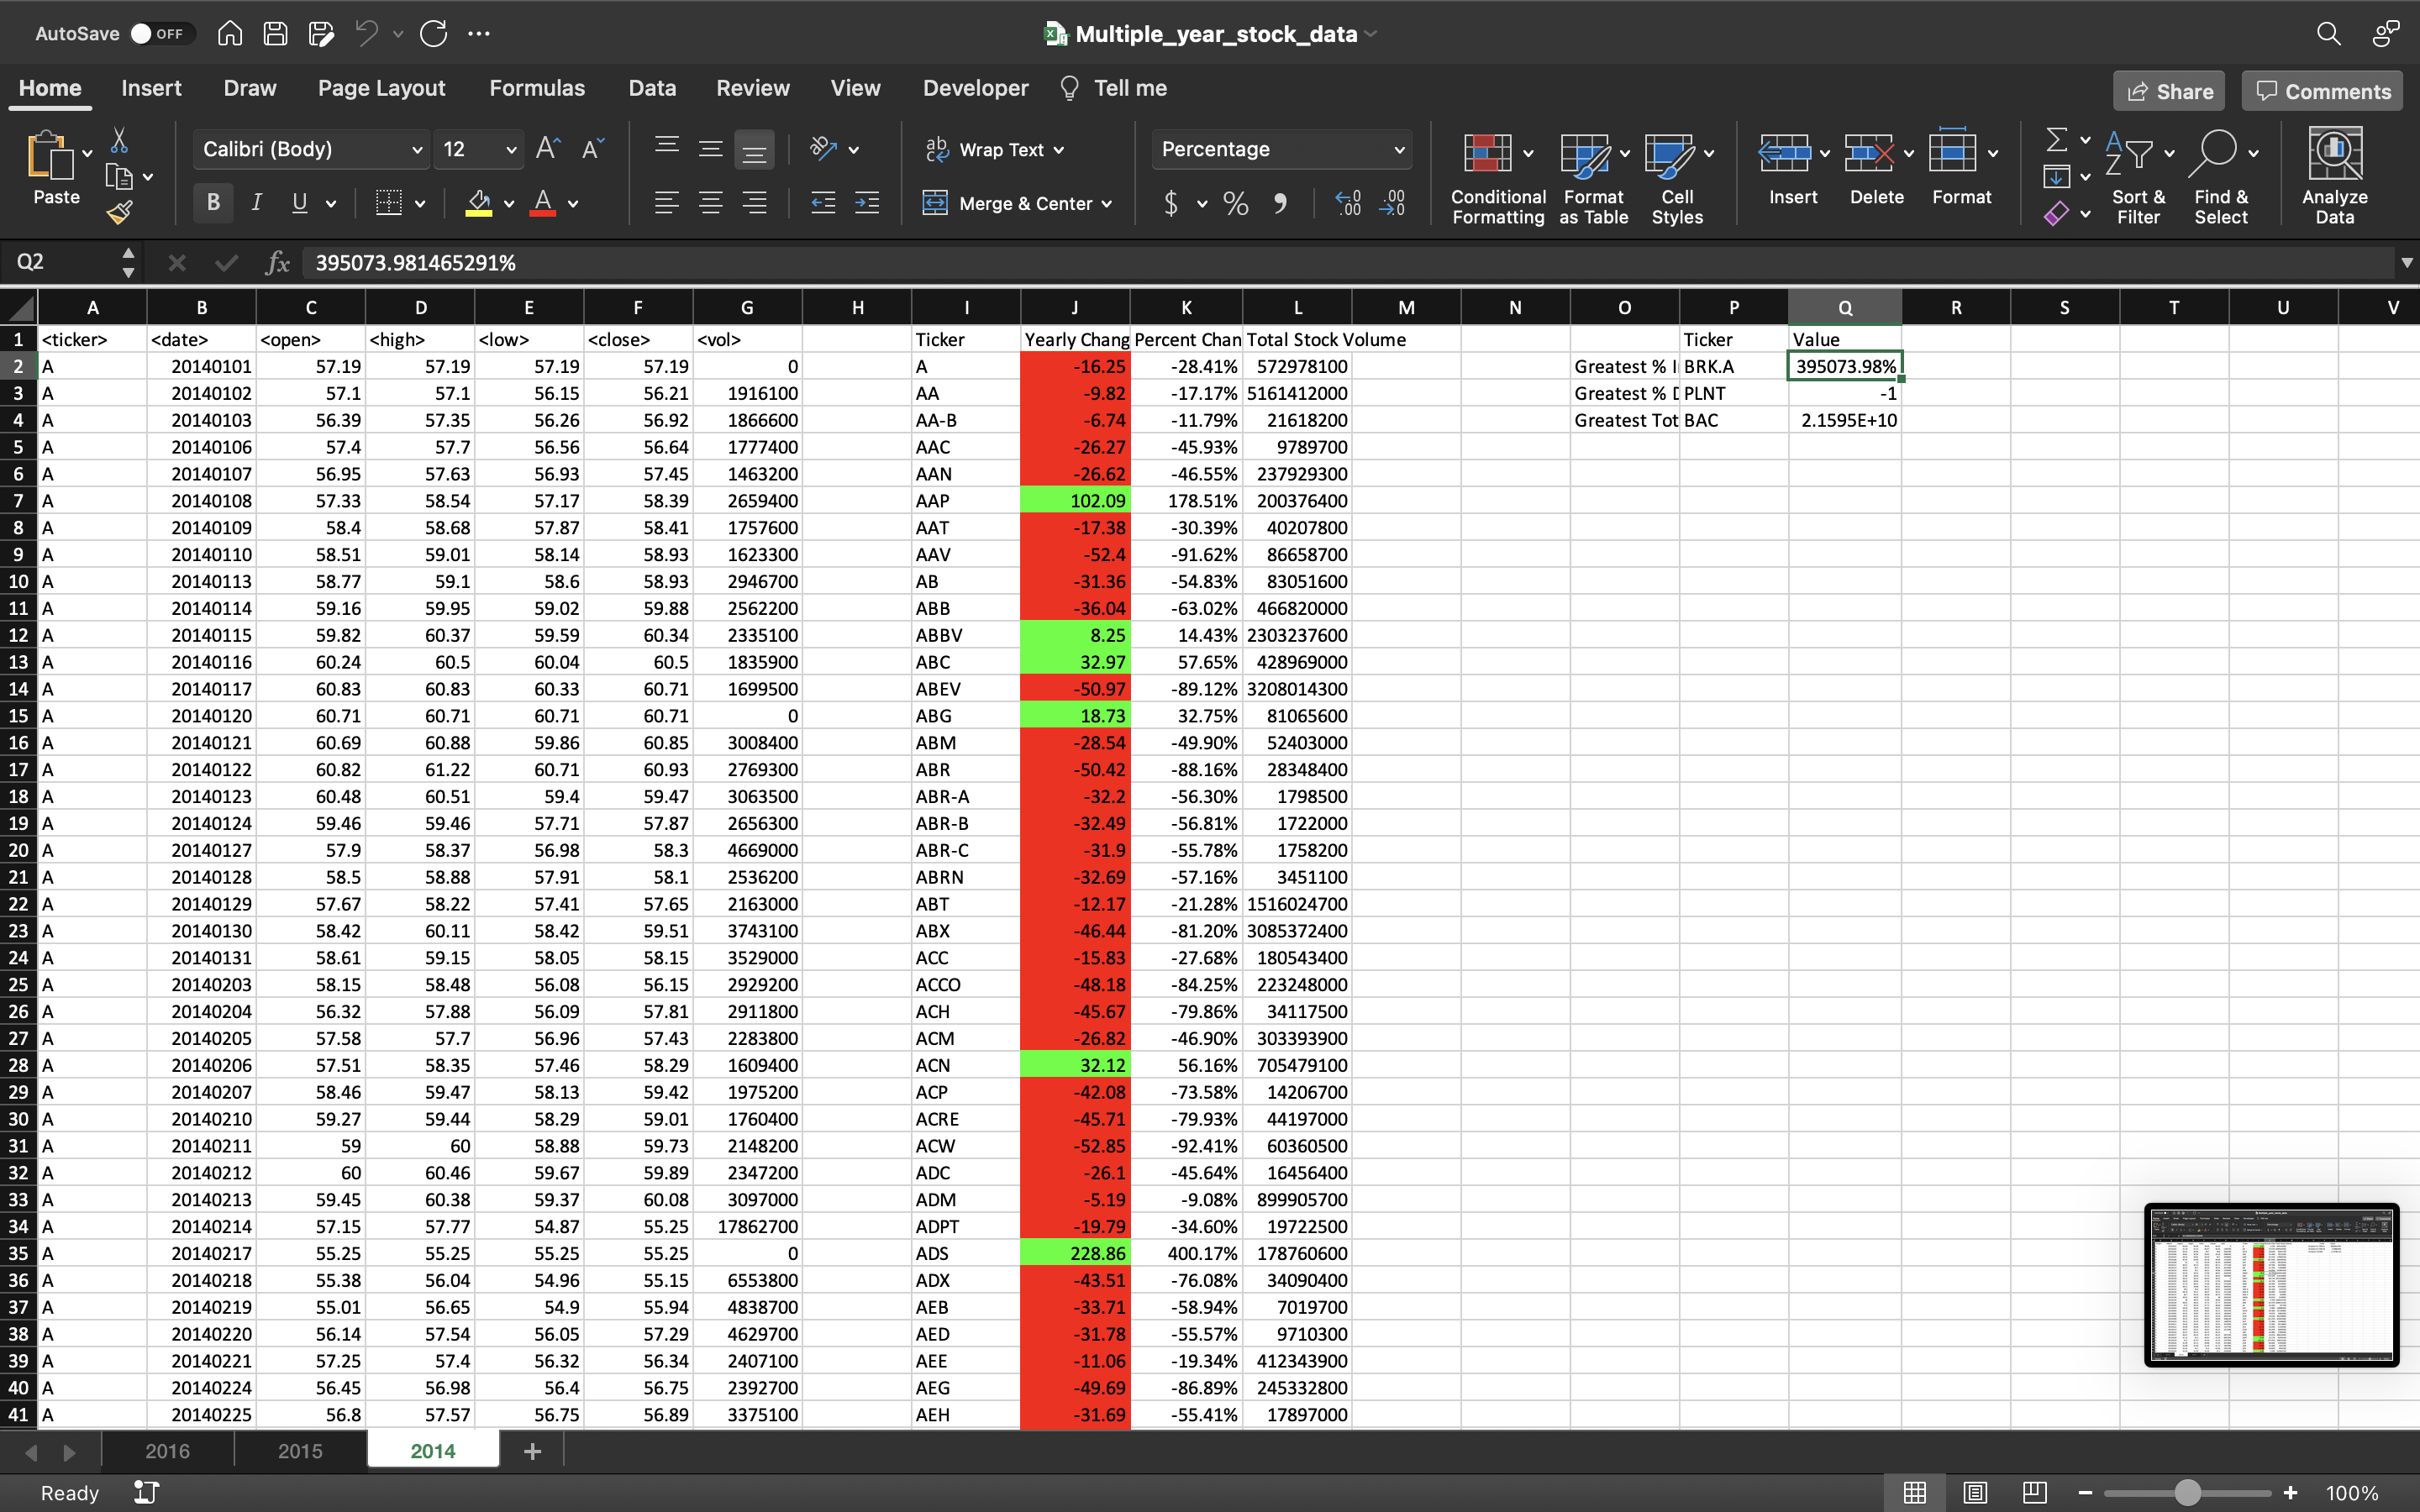 AutoSave OFF Multiple_year_stock_data
Home Insert Draw Page Layout Formulas Data Review View Developer Tell me Share Comments
Paste Calibri (Body) 12 Wrap Text Percentage Conditional Formatting Format as Table Cell Styles Insert Delete Format Sort & Filter Find & Select Analyze Data
B I U Merge & Center $ %
Q2 fx 395073.981465291%
A B C D E F G H I J K L M N O P Q R S T U V
1 <ticker> <date> <open> <high> <low> <close> <vol> Ticker Yearly Chang Percent Chan Total Stock Volume Ticker Value
2 A 20140101 57.19 57.19 57.19 57.19 0 A -16.25 -28.41% 572978100 Greatest % I BRK.A 395073.98%
3 A 20140102 57.1 57.1 56.15 56.21 1916100 AA -9.82 -17.17% 5161412000 Greatest % D PLNT -1
4 A 20140103 56.39 57.35 56.26 56.92 1866600 AA-B -6.74 -11.79% 21618200 Greatest Tot BAC 2.1595E+10
5 A 20140106 57.4 57.7 56.56 56.64 1777400 AAC -26.27 -45.93% 9789700
6 A 20140107 56.95 57.63 56.93 57.45 1463200 AAN -26.62 -46.55% 237929300
7 A 20140108 57.33 58.54 57.17 58.39 2659400 AAP 102.09 178.51% 200376400
8 A 20140109 58.4 58.68 57.87 58.41 1757600 AAT -17.38 -30.39% 40207800
9 A 20140110 58.51 59.01 58.14 58.93 1623300 AAV -52.4 -91.62% 86658700
10 A 20140113 58.77 59.1 58.6 58.93 2946700 AB -31.36 -54.83% 83051600
11 A 20140114 59.16 59.95 59.02 59.88 2562200 ABB -36.04 -63.02% 466820000
12 A 20140115 59.82 60.37 59.59 60.34 2335100 ABBV 8.25 14.43% 2303237600
13 A 20140116 60.24 60.5 60.04 60.5 1835900 ABC 32.97 57.65% 428969000
14 A 20140117 60.83 60.83 60.33 60.71 1699500 ABEV -50.97 -89.12% 3208014300
15 A 20140120 60.71 60.71 60.71 60.71 0 ABG 18.73 32.75% 81065600
16 A 20140121 60.69 60.88 59.86 60.85 3008400 ABM -28.54 -49.90% 52403000
17 A 20140122 60.82 61.22 60.71 60.93 2769300 ABR -50.42 -88.16% 28348400
18 A 20140123 60.48 60.51 59.4 59.47 3063500 ABR-A -32.2 -56.30% 1798500
19 A 20140124 59.46 59.46 57.71 57.87 2656300 ABR-B -32.49 -56.81% 1722000
20 A 20140127 57.9 58.37 56.98 58.3 4669000 ABR-C -31.9 -55.78% 1758200
21 A 20140128 58.5 58.88 57.91 58.1 2536200 ABRN -32.69 -57.16% 3451100
22 A 20140129 57.67 58.22 57.41 57.65 2163000 ABT -12.17 -21.28% 1516024700
23 A 20140130 58.42 60.11 58.42 59.51 3743100 ABX -46.44 -81.20% 3085372400
24 A 20140131 58.61 59.15 58.05 58.15 3529000 ACC -15.83 -27.68% 180543400
25 A 20140203 58.15 58.48 56.08 56.15 2929200 ACCO -48.18 -84.25% 223248000
26 A 20140204 56.32 57.88 56.09 57.81 2911800 ACH -45.67 -79.86% 34117500
27 A 20140205 57.58 57.7 56.96 57.43 2283800 ACM -26.82 -46.90% 303393900
28 A 20140206 57.51 58.35 57.46 58.29 1609400 ACN 32.12 56.16% 705479100
29 A 20140207 58.46 59.47 58.13 59.42 1975200 ACP -42.08 -73.58% 14206700
30 A 20140210 59.27 59.44 58.29 59.01 1760400 ACRE -45.71 -79.93% 44197000
31 A 20140211 59 60 58.88 59.73 2148200 ACW -52.85 -92.41% 60360500
32 A 20140212 60 60.46 59.67 59.89 2347200 ADC -26.1 -45.64% 16456400
33 A 20140213 59.45 60.38 59.37 60.08 3097000 ADM -5.19 -9.08% 899905700
34 A 20140214 57.15 57.77 54.87 55.25 17862700 ADPT -19.79 -34.60% 19722500
35 A 20140217 55.25 55.25 55.25 55.25 0 ADS 228.86 400.17% 178760600
36 A 20140218 55.38 56.04 54.96 55.15 6553800 ADX -43.51 -76.08% 34090400
37 A 20140219 55.01 56.65 54.9 55.94 4838700 AEB -33.71 -58.94% 7019700
38 A 20140220 56.14 57.54 56.05 57.29 4629700 AED -31.78 -55.57% 9710300
39 A 20140221 57.25 57.4 56.32 56.34 2407100 AEE -11.06 -19.34% 412343900
40 A 20140224 56.45 56.98 56.4 56.75 2392700 AEG -49.69 -86.89% 245332800
41 A 20140225 56.8 57.57 56.75 56.89 3375100 AEH -31.69 -55.41% 17897000
2016 2015 2014 +
Ready 100%